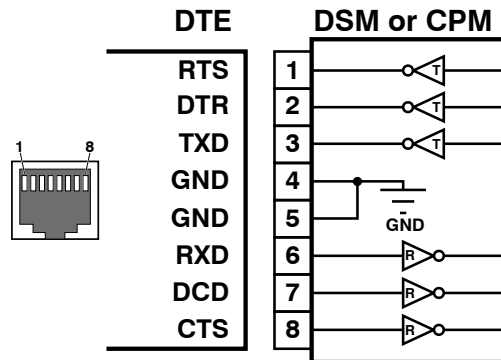 DTE DSM or CPM
RTS 1 T
DTR 2 T
TXD 3 T
1 8
GND 4
GND 5
GND
RXD 6 R
DCD 7 R
CTS 8 R